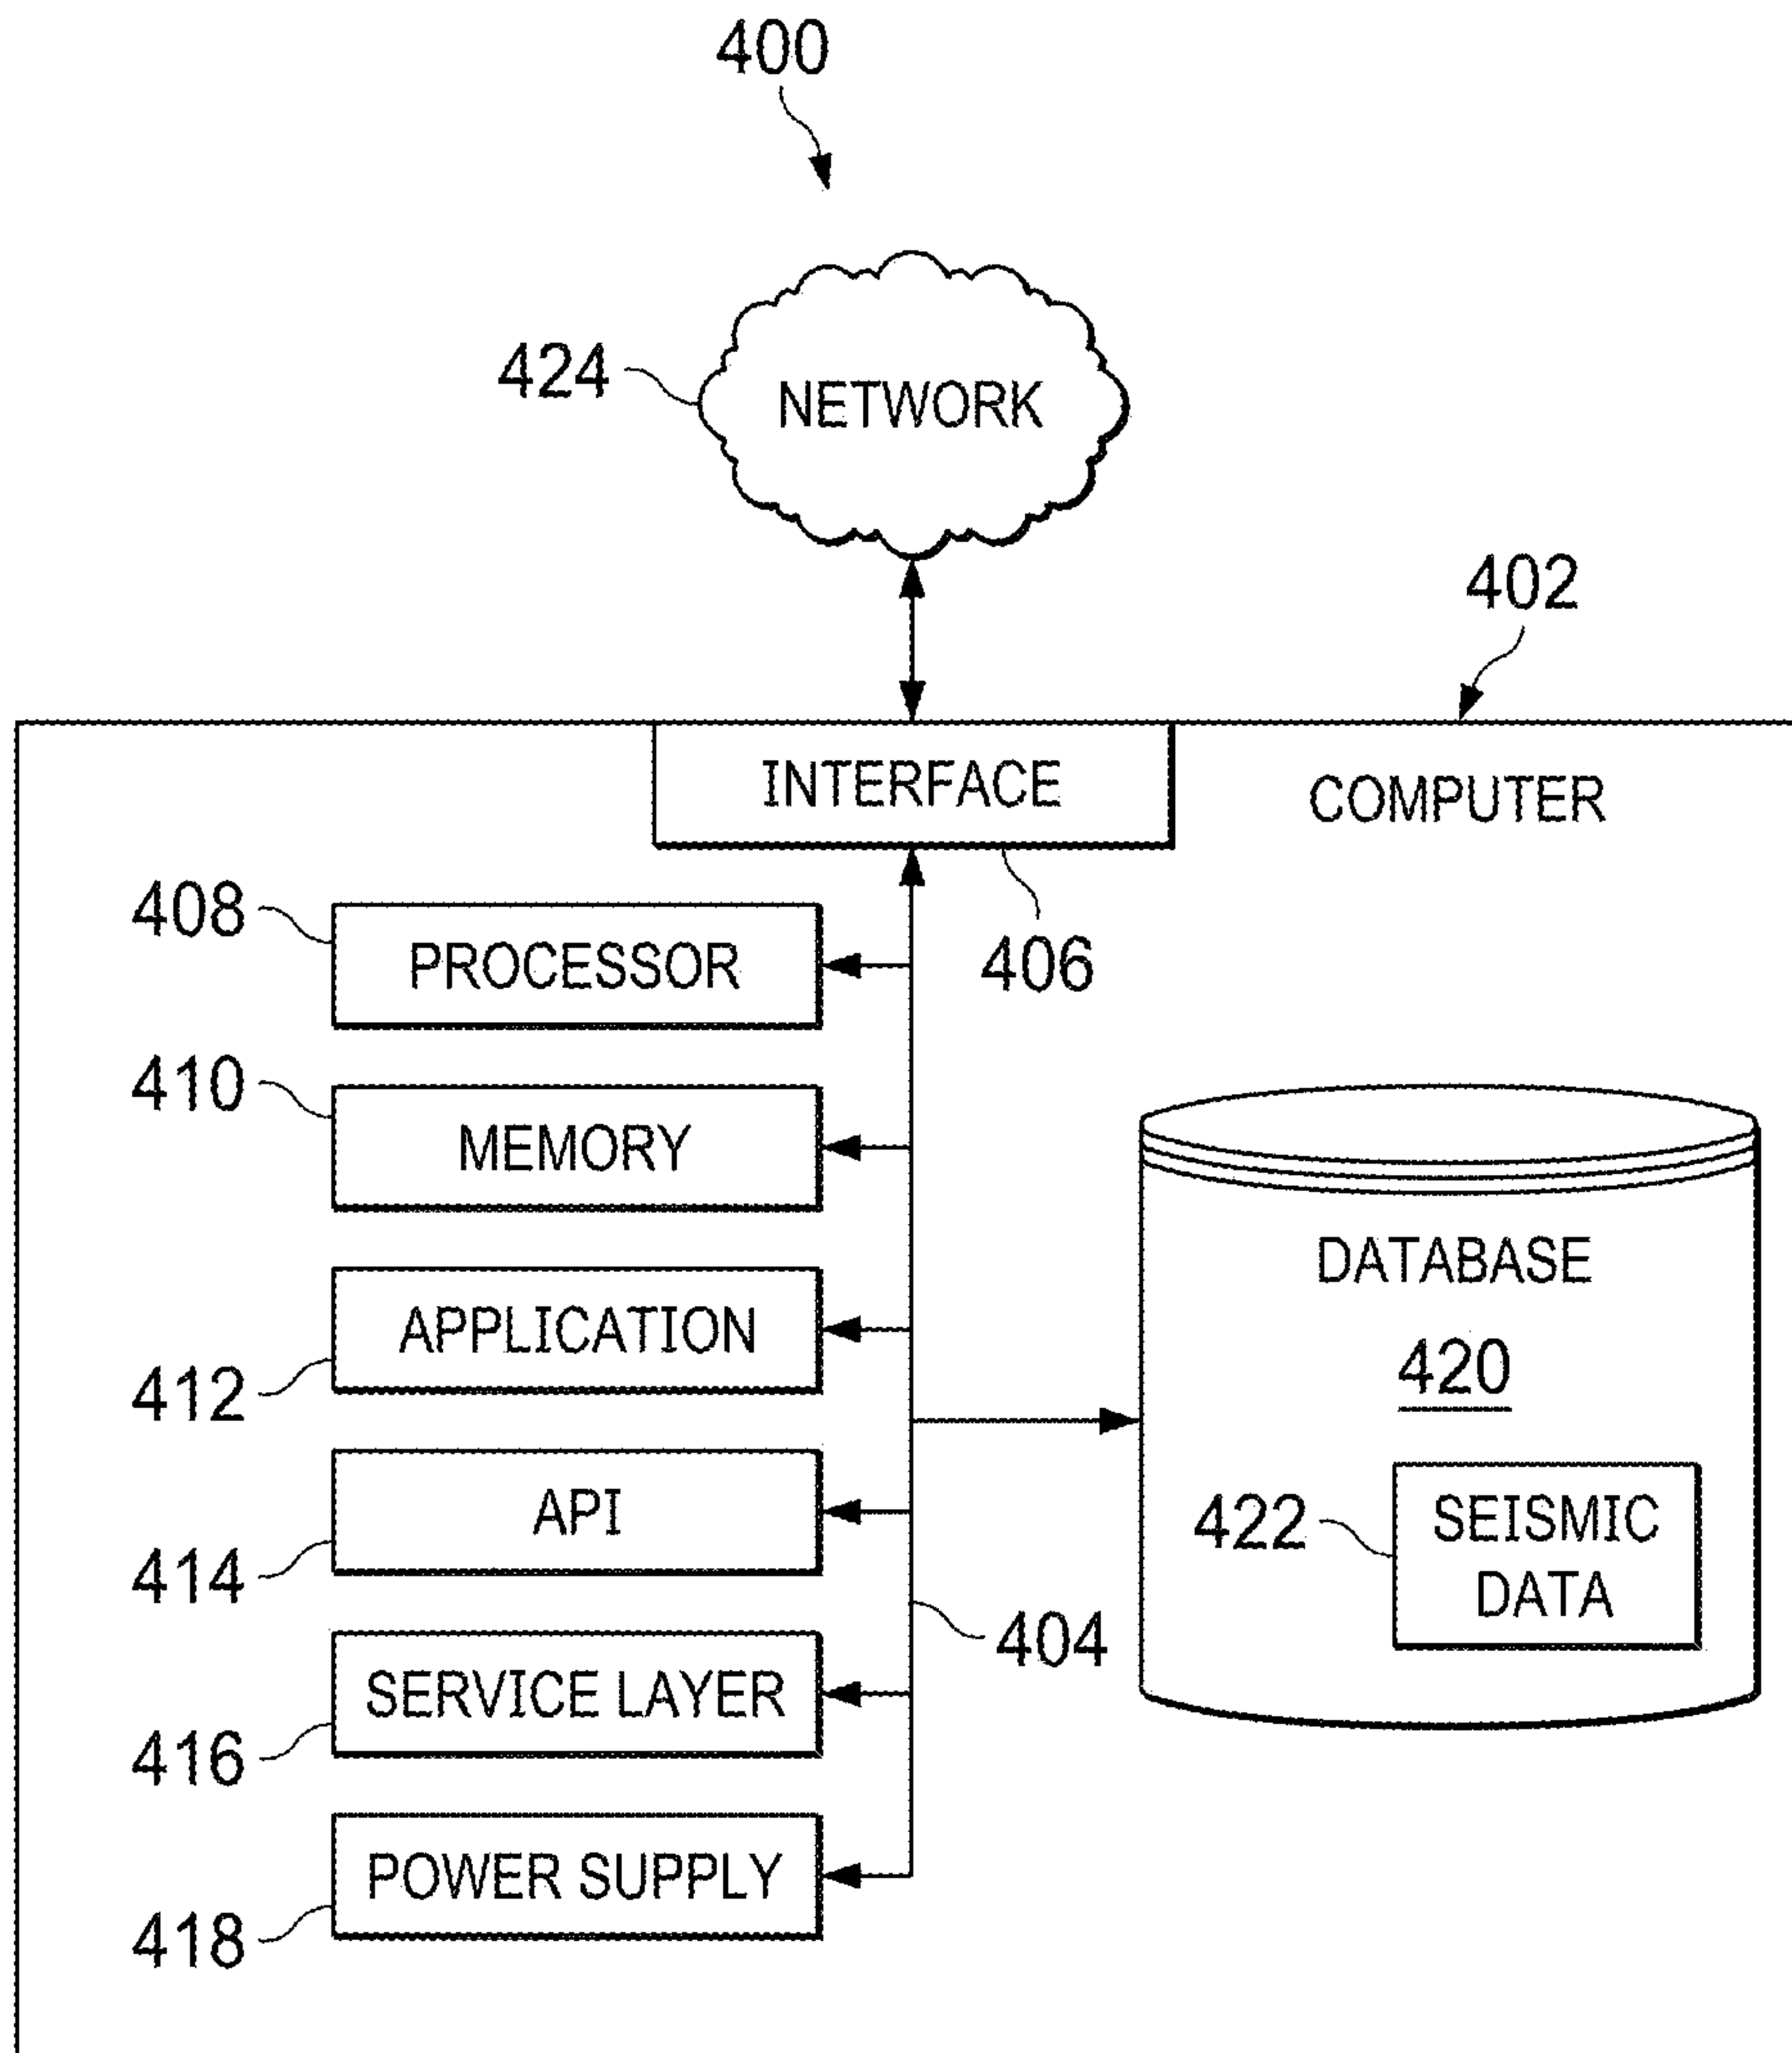 400
424
NETWORK
402
INTERFACE
COMPUTER
408
PROCESSOR
406
410
MEMORY
DATABASE
APPLICATION
412
420
API
414
422
SEISMIC
DATA
404
SERVICE LAYER
416
POWER SUPPLY
418